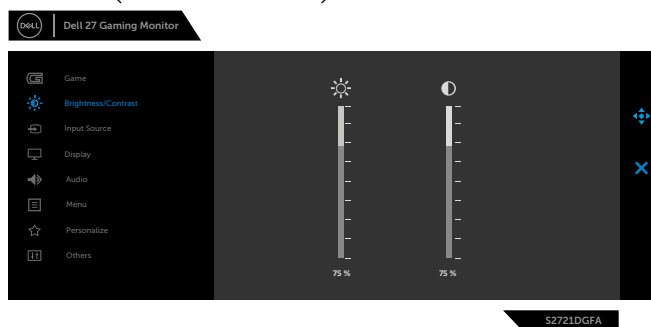 DELL
Dell 27 Gaming Monitor
Game
Brightness/Contrast
Input Source
Display
Audio
Menu
Personalize
Others
75 % 75 %
S2721DGFA